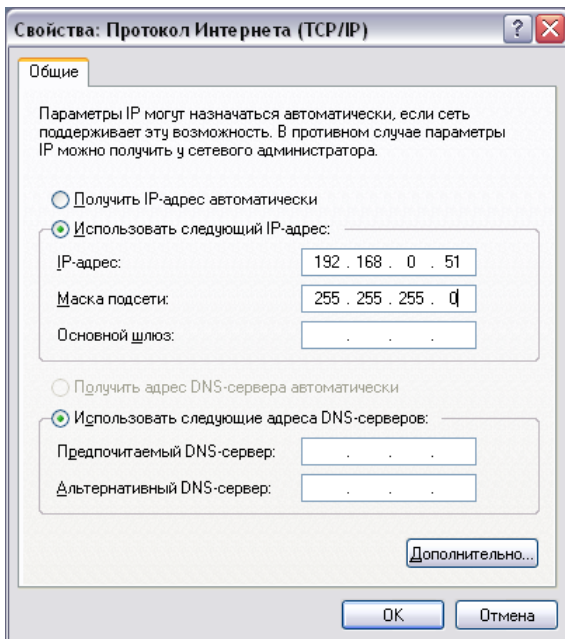 Свойства: Протокол Интернета (TCP/IP)
Общие
Параметры IP могут назначаться автоматически, если сеть
поддерживает эту возможность. В противном случае параметры
IP можно получить у сетевого администратора.
Получить IP-адрес автоматически
Использовать следующий IP-адрес:
IP-адрес: 192 . 168 . 0 . 51
Маска подсети: 255 . 255 . 255 . 0
Основной шлюз: . . .
Получить адрес DNS-сервера автоматически
Использовать следующие адреса DNS-серверов:
Предпочитаемый DNS-сервер: . . .
Альтернативный DNS-сервер: . . .
Дополнительно...
OK Отмена